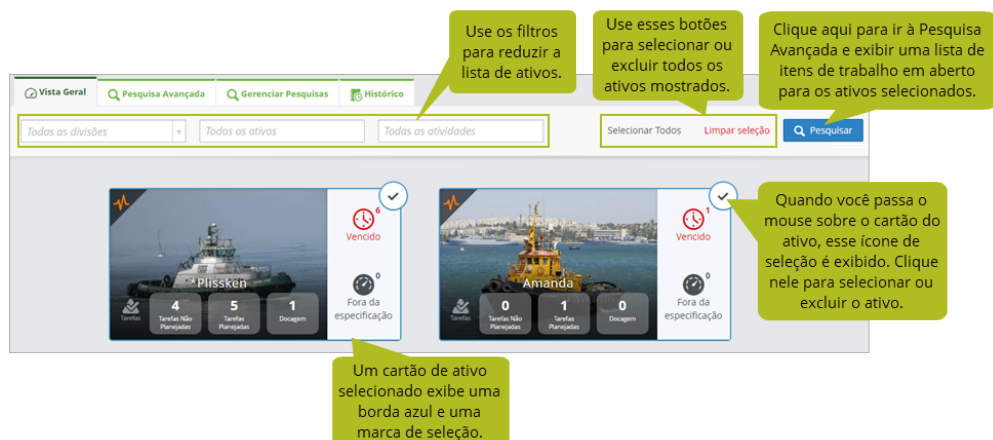 Use os filtros
para reduzir a
lista de ativos.
Use esses botões
para selecionar ou
excluir todos os
ativos mostrados.
Clique aqui para ir à Pesquisa
Avançada e exibir uma lista de
itens de trabalho em aberto
para os ativos selecionados.
Vista Geral
Pesquisa Avançada
Gerenciar Pesquisas
Histórico
Todas as divisões
Todos os ativos
Todas as atividades
Selecionar Todos
Limpar seleção
Pesquisar
*Plissken
Tarefas
4
Tarefas Não
Planejadas
5
Tarefas
Planejadas
1
Docagem
6
Vencido
0
Fora da
especificação
Amanda
Tarefas
0
Tarefas Não
Planejadas
1
Tarefas
Planejadas
0
Docagem
1
Vencido
0
Fora da
especificação
Quando você passa o
mouse sobre o cartão do
ativo, esse ícone de
seleção é exibido. Clique
nele para selecionar ou
excluir o ativo.
Um cartão de ativo
selecionado exibe uma
borda azul e uma
marca de seleção.